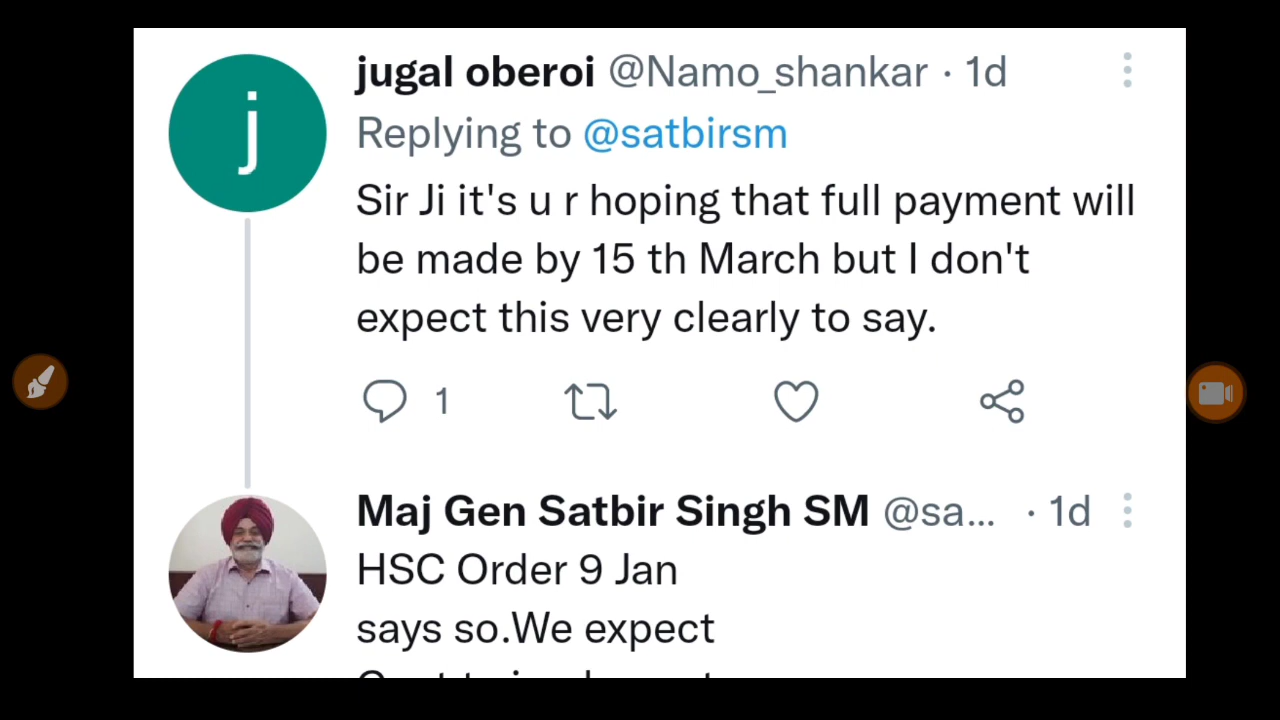 j
jugal oberoi @Namo_shankar · 1d
Replying to @satbirsm
Sir Ji it's u r hoping that full payment will
be made by 15 th March but I don't
expect this very clearly to say.
1
Maj Gen Satbir Singh SM @sa... · 1d
HSC Order 9 Jan
says so.We expect